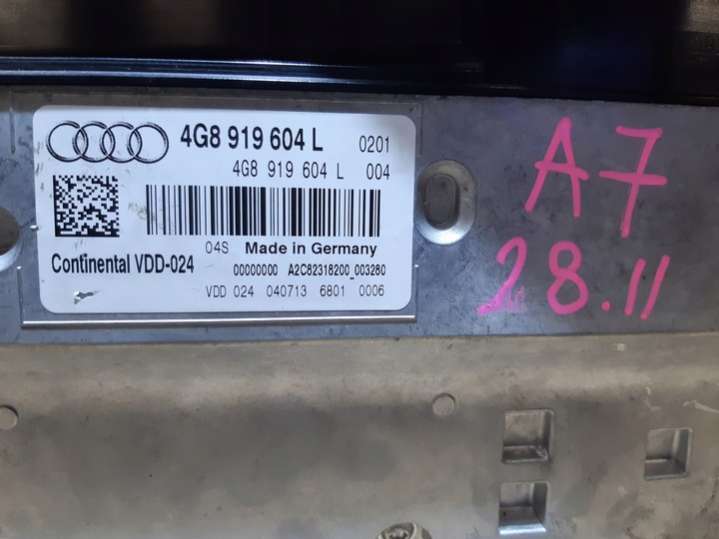 4G8 919 604 L 0201
4G8 919 604 L 004
04S Made in Germany
Continental VDD-024
00000000 A2C82318200_003280
VDD 024 040713 6801 0006
A7
28.11